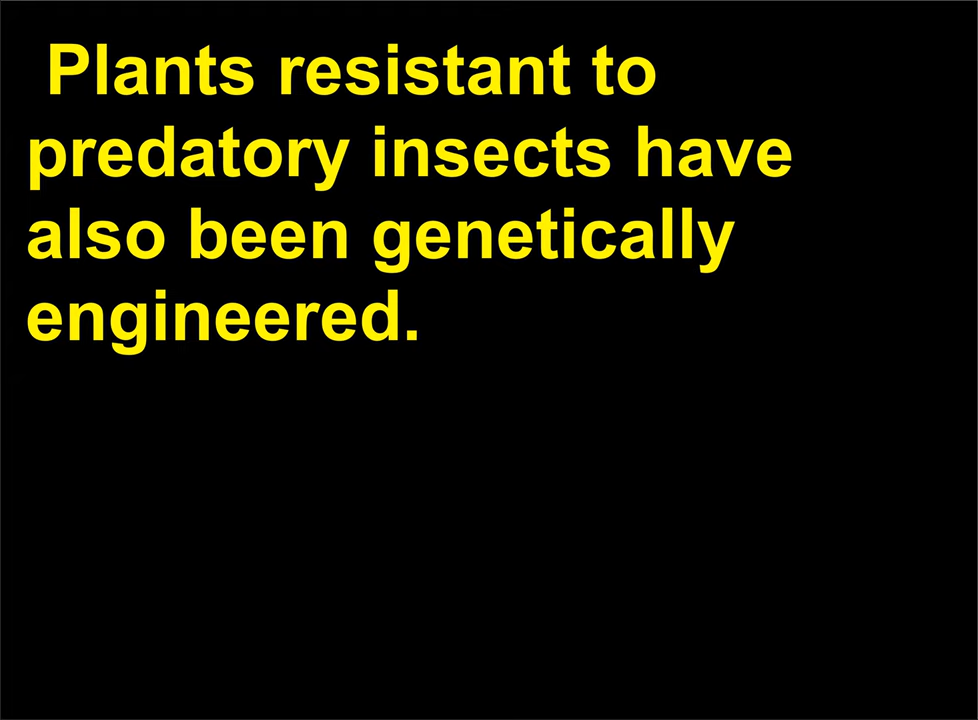 Plants resistant to
predatory insects have
also been genetically
engineered.